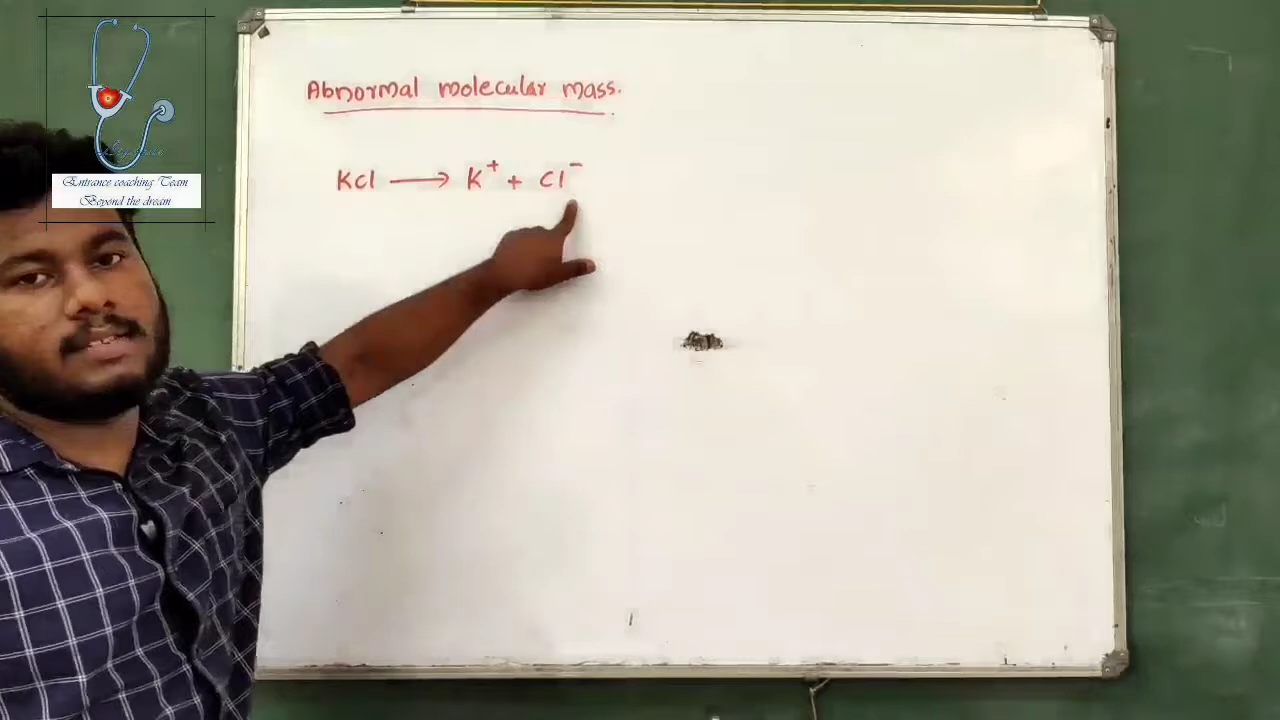 Entrance coaching Team
Beyond the dream
Abnormal molecular mass.
KCl ⟶ K⁺ + Cl⁻